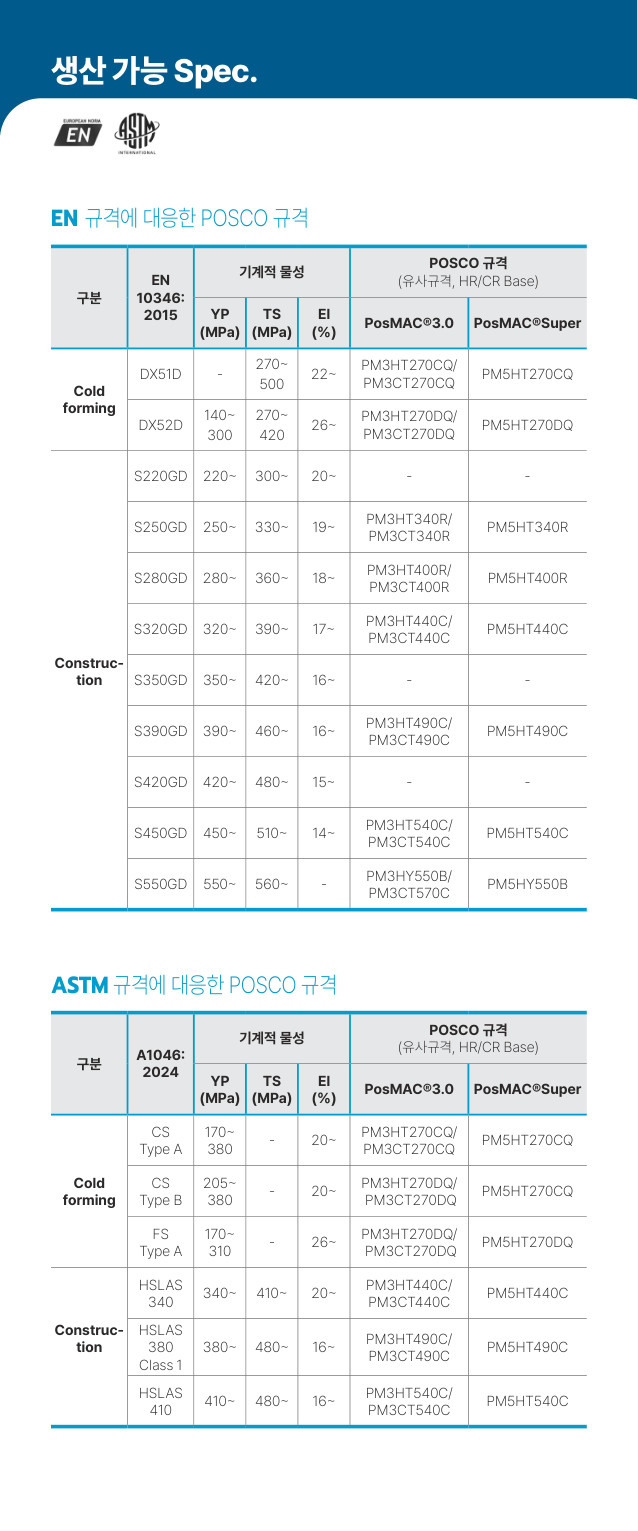 생산 가능 Spec.
EUROPEAN NORM
EN
ASTM
INTERNATIONAL
EN 규격에 대응한 POSCO 규격
구분
EN
10346:
2015
기계적 물성
POSCO 규격
(유사규격, HR/CR Base)
YP
(MPa)
TS
(MPa)
EI
(%)
PosMAC®3.0
PosMAC®Super
Cold
forming
DX51D
-
270~
500
22~
PM3HT270CQ/
PM3CT270CQ
PM5HT270CQ
DX52D
140~
300
270~
420
26~
PM3HT270DQ/
PM3CT270DQ
PM5HT270DQ
Construc-
tion
S220GD
220~
300~
20~
-
-
S250GD
250~
330~
19~
PM3HT340R/
PM3CT340R
PM5HT340R
S280GD
280~
360~
18~
PM3HT400R/
PM3CT400R
PM5HT400R
S320GD
320~
390~
17~
PM3HT440C/
PM3CT440C
PM5HT440C
S350GD
350~
420~
16~
-
-
S390GD
390~
460~
16~
PM3HT490C/
PM3CT490C
PM5HT490C
S420GD
420~
480~
15~
-
-
S450GD
450~
510~
14~
PM3HT540C/
PM3CT540C
PM5HT540C
S550GD
550~
560~
-
PM3HY550B/
PM3CT570C
PM5HY550B
ASTM 규격에 대응한 POSCO 규격
구분
A1046:
2024
기계적 물성
POSCO 규격
(유사규격, HR/CR Base)
YP
(MPa)
TS
(MPa)
EI
(%)
PosMAC®3.0
PosMAC®Super
Cold
forming
CS
Type A
170~
380
-
20~
PM3HT270CQ/
PM3CT270CQ
PM5HT270CQ
CS
Type B
205~
380
-
20~
PM3HT270DQ/
PM3CT270DQ
PM5HT270CQ
FS
Type A
170~
310
-
26~
PM3HT270DQ/
PM3CT270DQ
PM5HT270DQ
Construc-
tion
HSLAS
340
340~
410~
20~
PM3HT440C/
PM3CT440C
PM5HT440C
HSLAS
380
Class 1
380~
480~
16~
PM3HT490C/
PM3CT490C
PM5HT490C
HSLAS
410
410~
480~
16~
PM3HT540C/
PM3CT540C
PM5HT540C